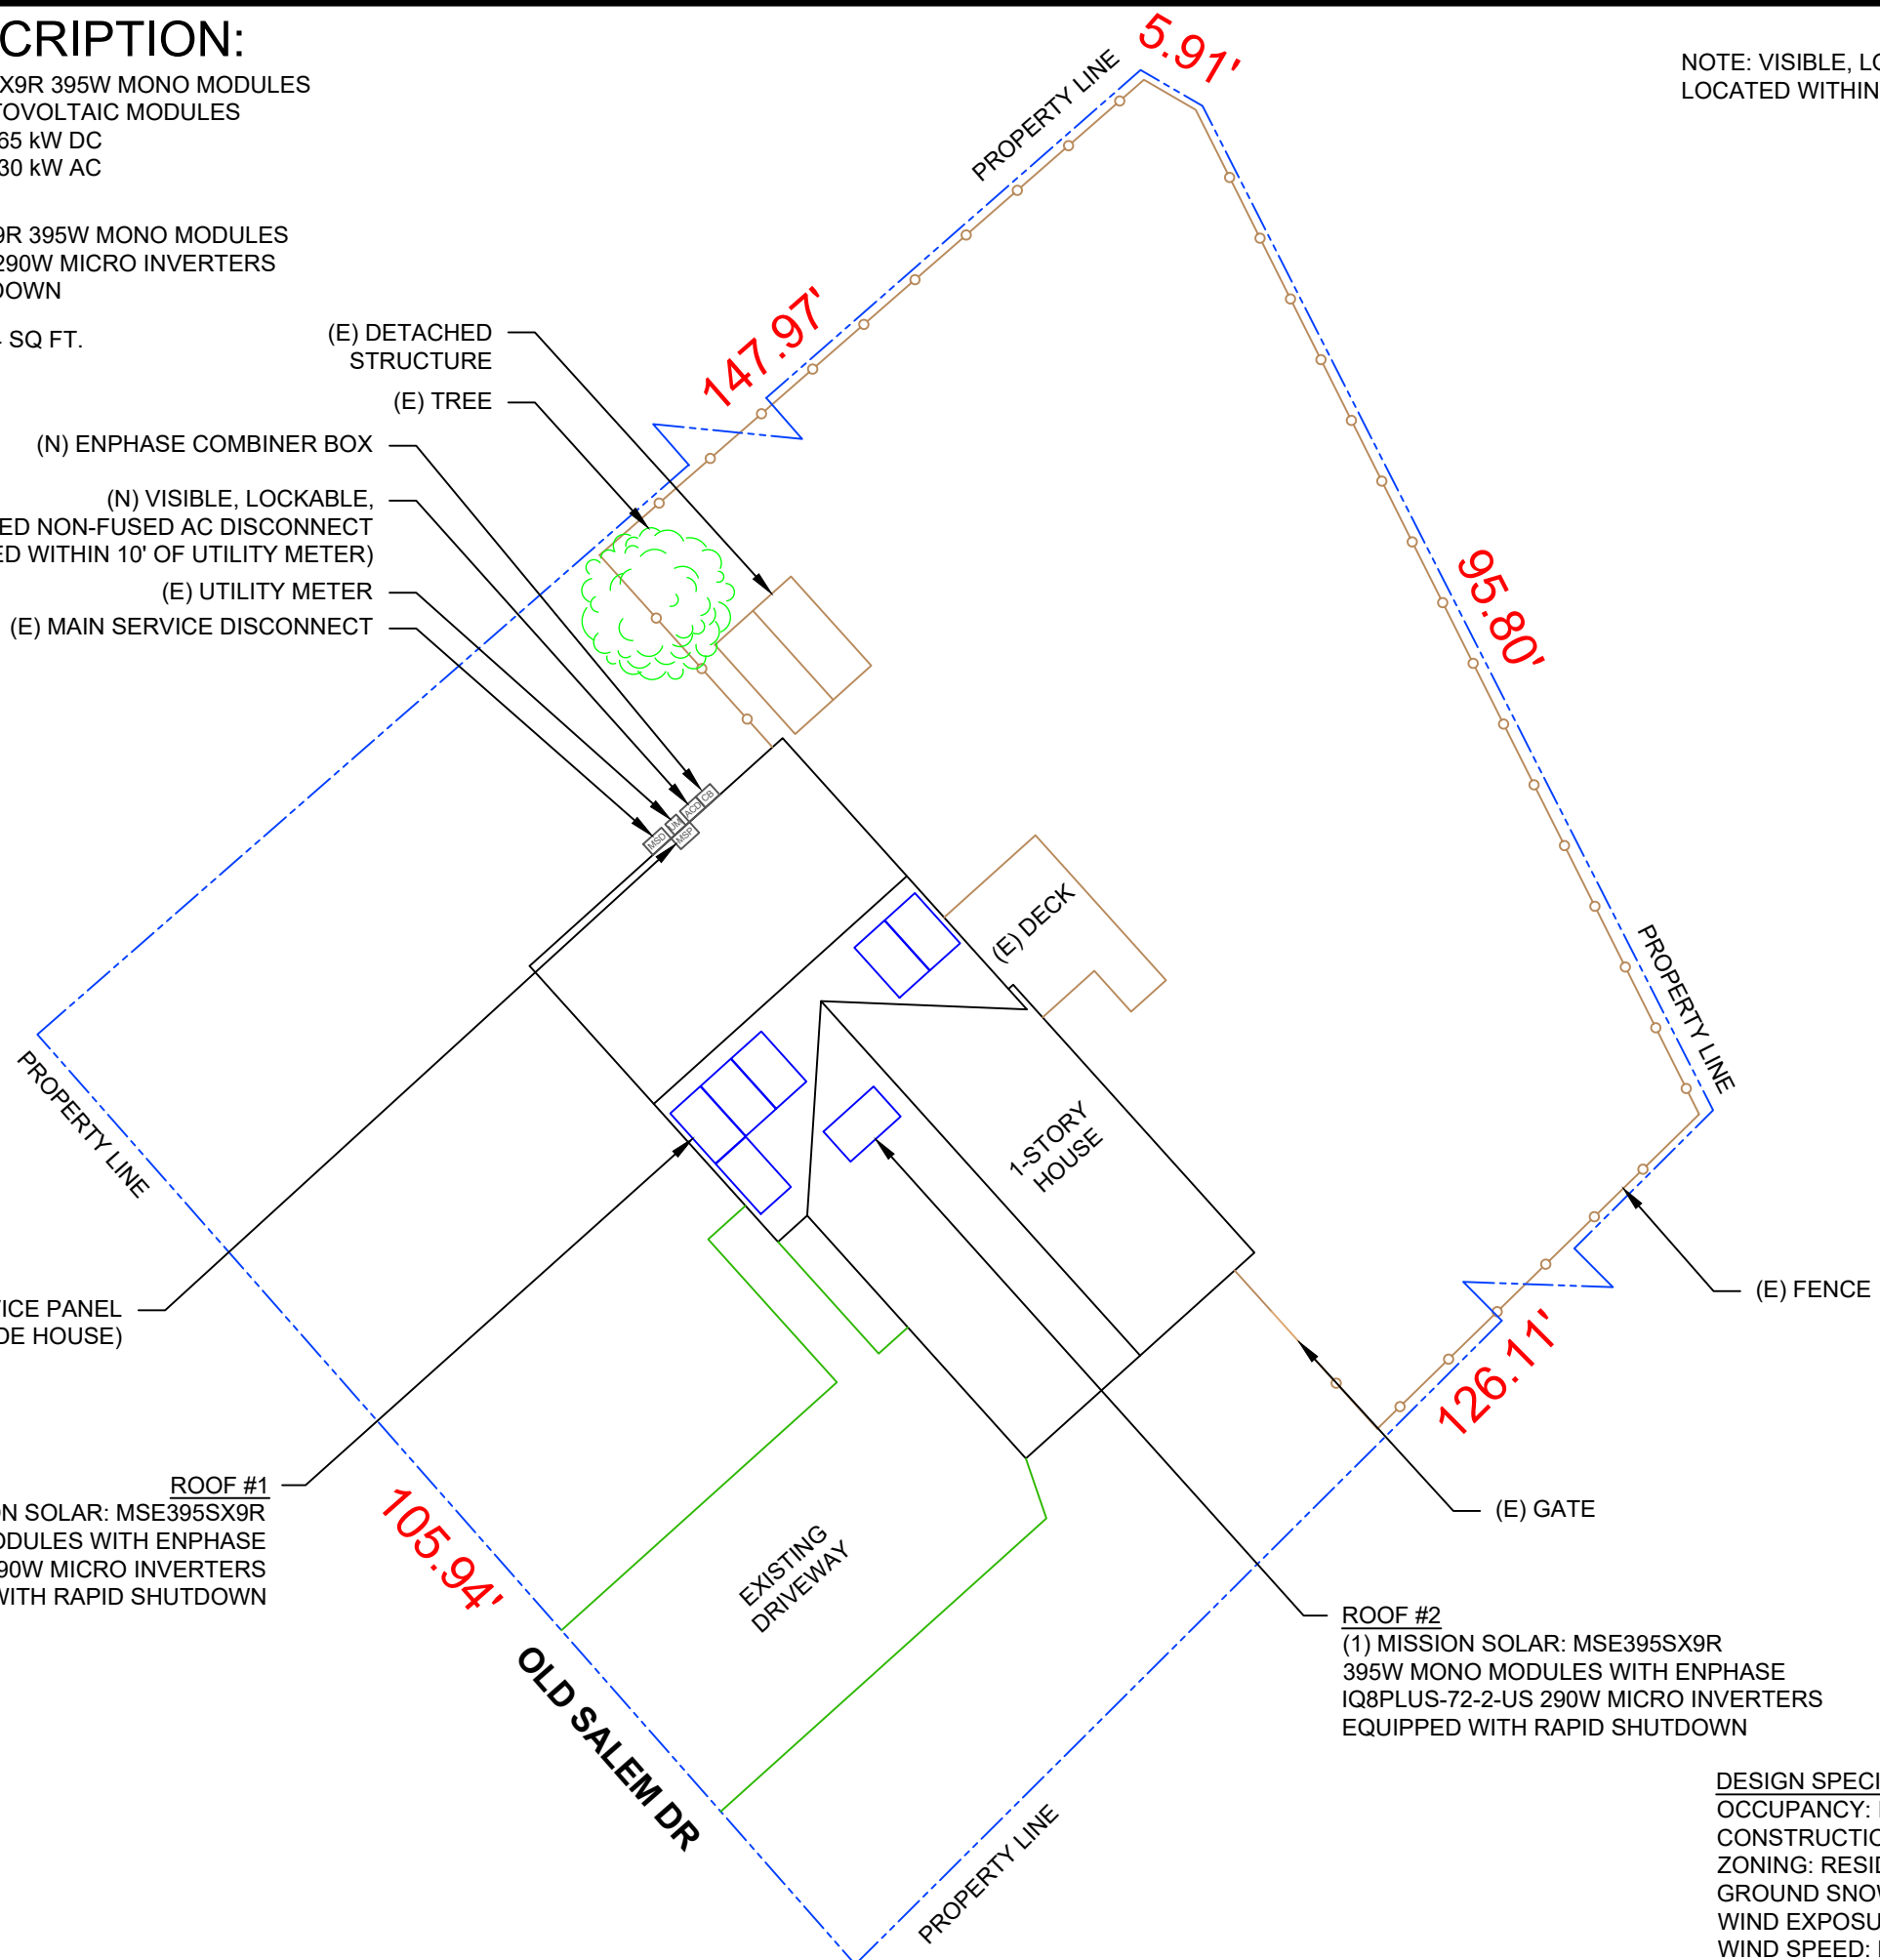 CRIPTION:
X9R 395W MONO MODULES
TOVOLTAIC MODULES
65 kW DC
30 kW AC
9R 395W MONO MODULES
290W MICRO INVERTERS
DOWN
SQ FT.
NOTE: VISIBLE, LO
LOCATED WITHIN
PROPERTY LINE
5.91'
147.97'
(E) DETACHED
STRUCTURE
(E) TREE
(N) ENPHASE COMBINER BOX
(N) VISIBLE, LOCKABLE,
ED NON-FUSED AC DISCONNECT
ED WITHIN 10' OF UTILITY METER)
(E) UTILITY METER
(E) MAIN SERVICE DISCONNECT
95.80'
CB
ACD
UM
MSD
MSP
(E) DECK
PROPERTY LINE
PROPERTY LINE
1-STORY
HOUSE
VICE PANEL
DE HOUSE)
(E) FENCE
126.11'
ROOF #1
ON SOLAR: MSE395SX9R
ODULES WITH ENPHASE
90W MICRO INVERTERS
WITH RAPID SHUTDOWN
105.94'
(E) GATE
EXISTING
DRIVEWAY
OLD SALEM DR
ROOF #2
(1) MISSION SOLAR: MSE395SX9R
395W MONO MODULES WITH ENPHASE
IQ8PLUS-72-2-US 290W MICRO INVERTERS
EQUIPPED WITH RAPID SHUTDOWN
PROPERTY LINE
DESIGN SPECI
OCCUPANCY:
CONSTRUCTIO
ZONING: RESID
GROUND SNOW
WIND EXPOSU
WIND SPEED: